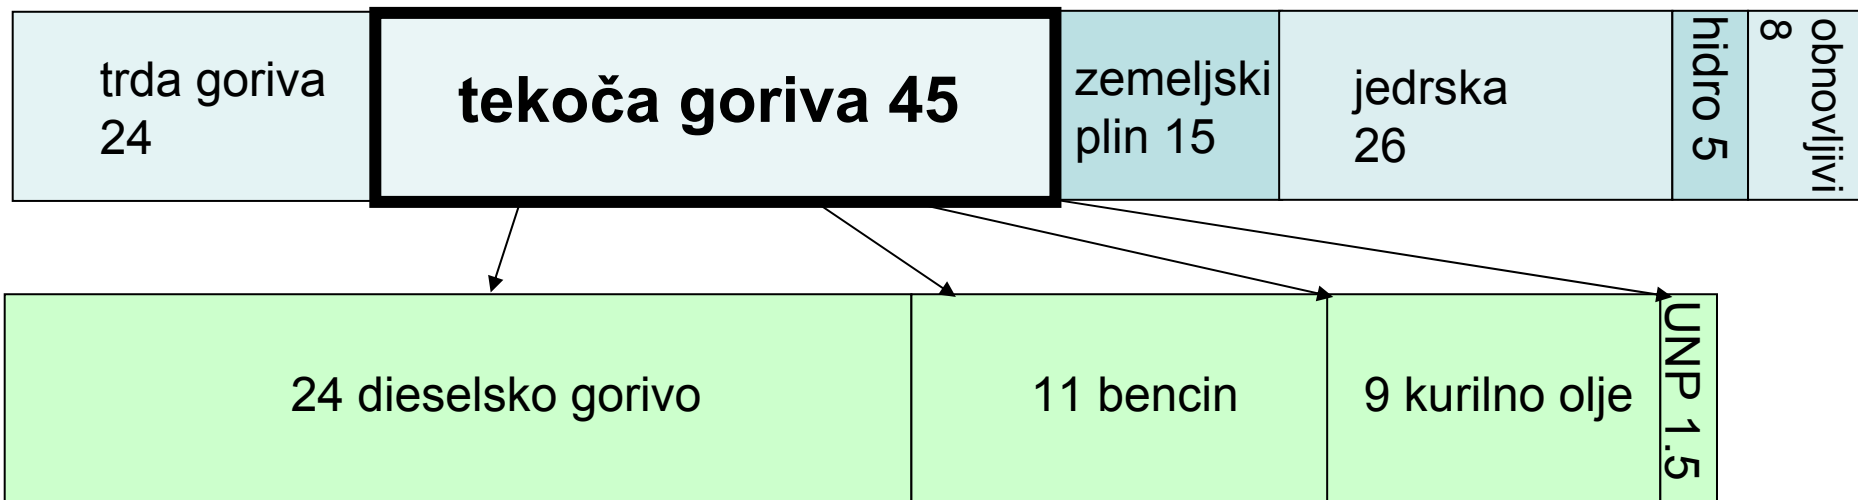 trda goriva
24
tekoča goriva 45
zemeljski
plin 15
jedrska
26
hidro 5
obnovljivi
8
24 dieselsko gorivo
11 bencin
9 kurilno olje
UNP 1.5